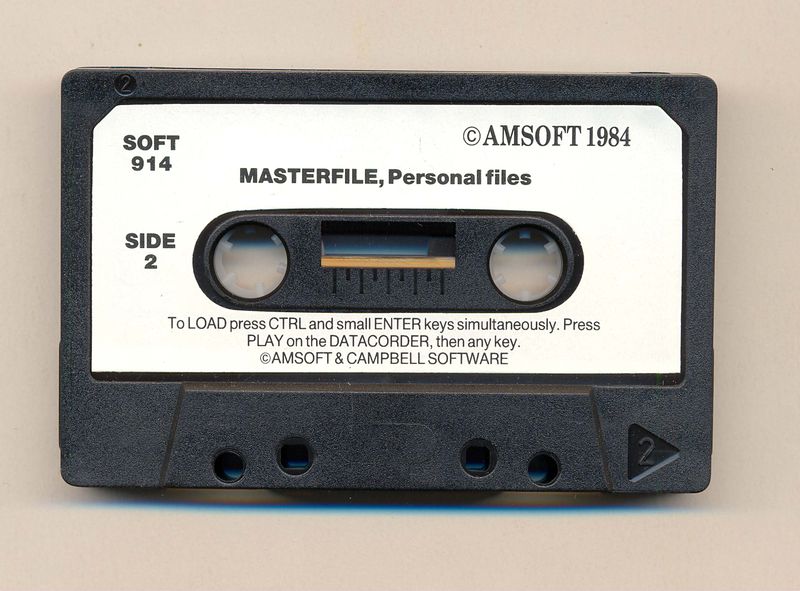 2
SOFT
914
©AMSOFT 1984
MASTERFILE, Personal files
SIDE
2
To LOAD press CTRL and small ENTER keys simultaneously. Press
PLAY on the DATACORDER, then any key.
©AMSOFT & CAMPBELL SOFTWARE
2